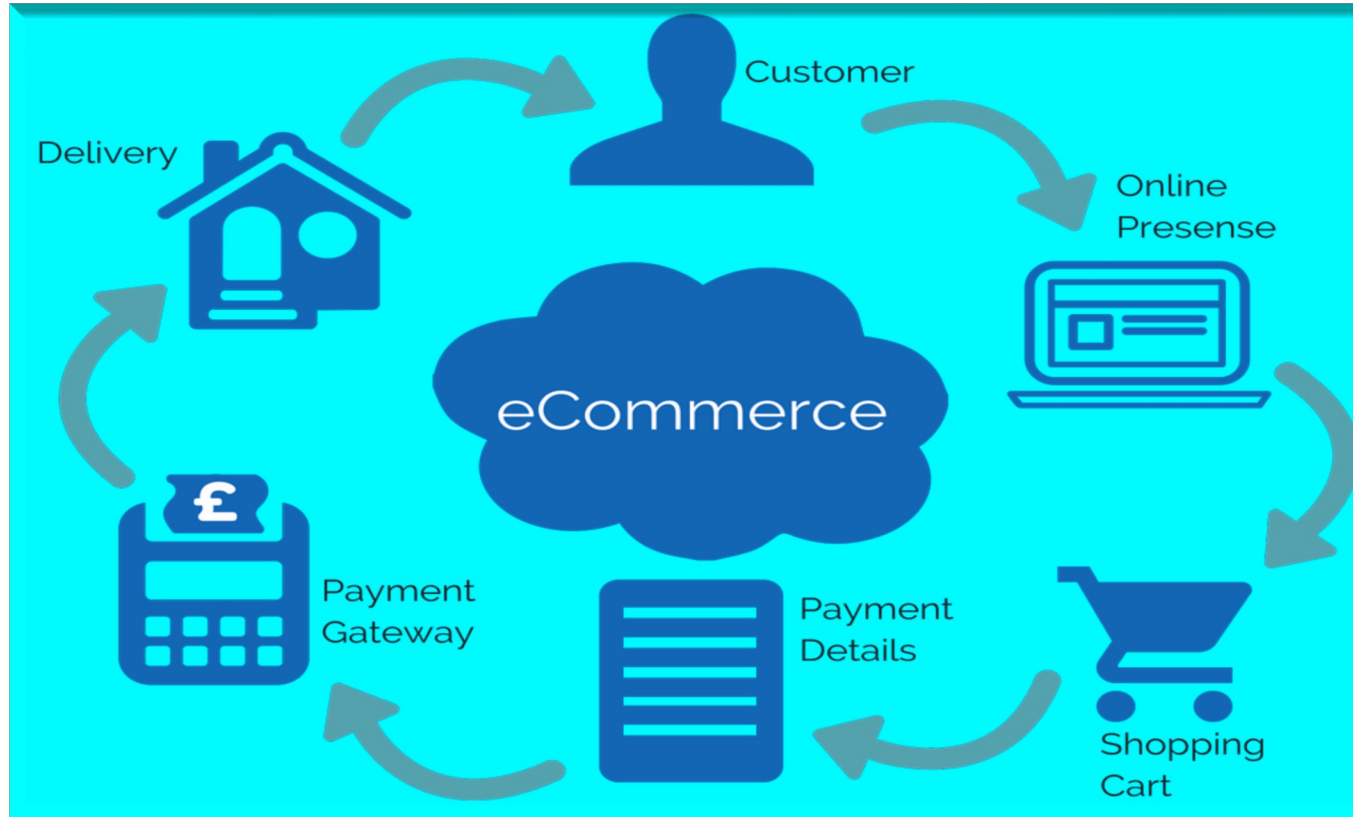 Customer
Delivery
Online
Presense
eCommerce
Payment
Gateway
£
Payment
Details
Shopping
Cart